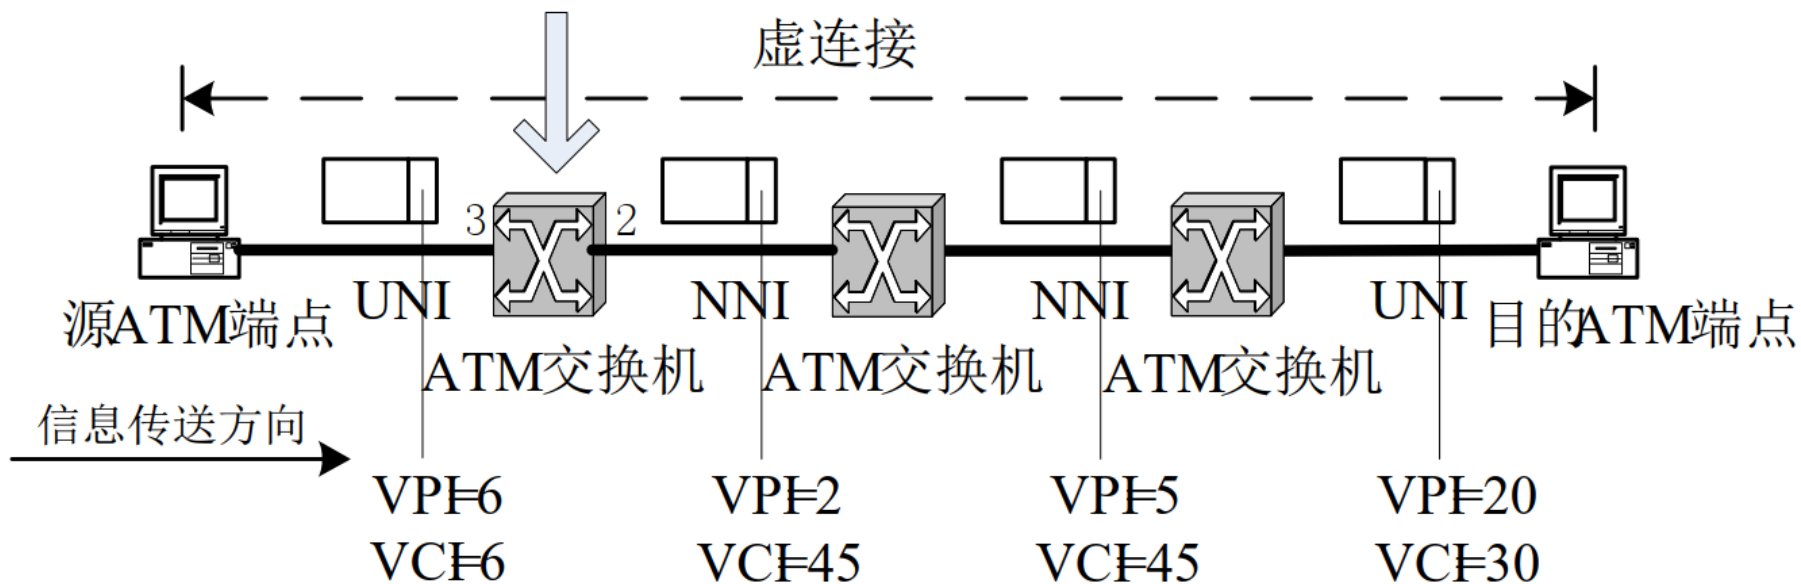 虚连接
3
2
UNI
NNI
NNI
UNI
源ATM端点
目的ATM端点
ATM交换机
ATM交换机
ATM交换机
信息传送方向
VPI=6
VCI=6
VPI=2
VCI=45
VPI=5
VCI=45
VPI=20
VCI=30